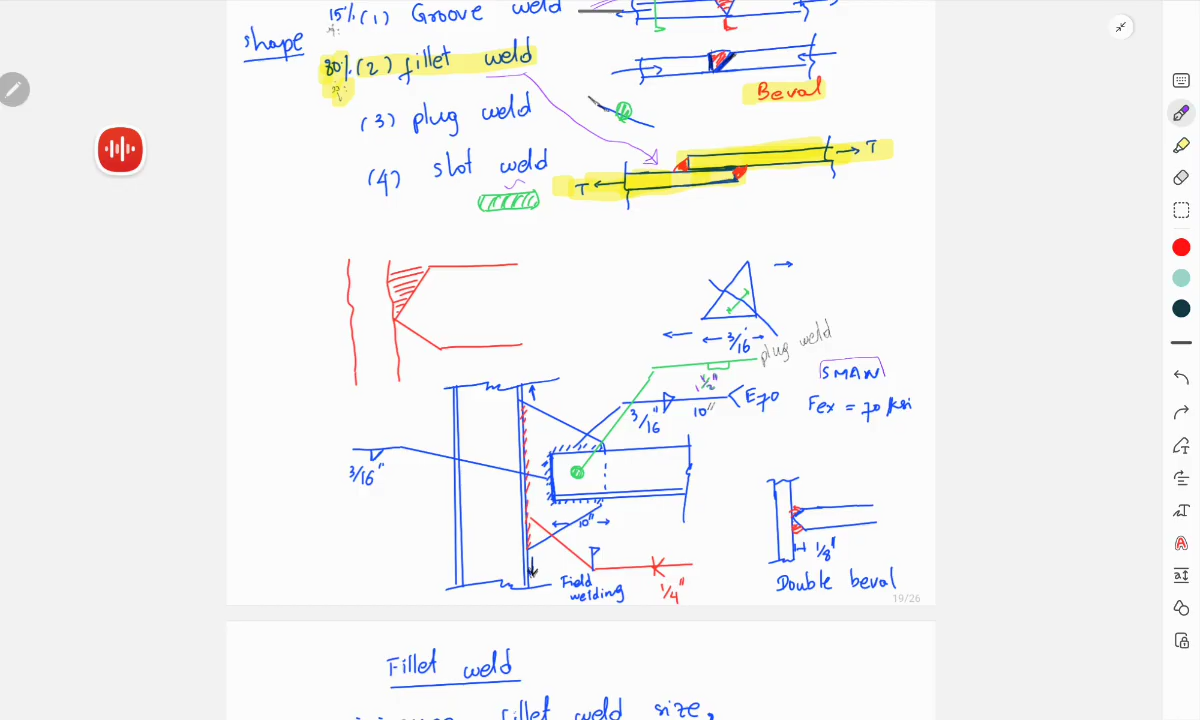 15% (1) Groove weld
shape
80% (2) fillet weld
Beval
(3) plug weld
T
(4) slot weld
T
3/16"
plug weld
1 1/2"
SMAW
3/16"
10"
E70
Fex = 70 ksi
3/16"
10"
1/8"
Field
welding
1/4"
Double beval
19/26
Fillet weld
fillet weld size,